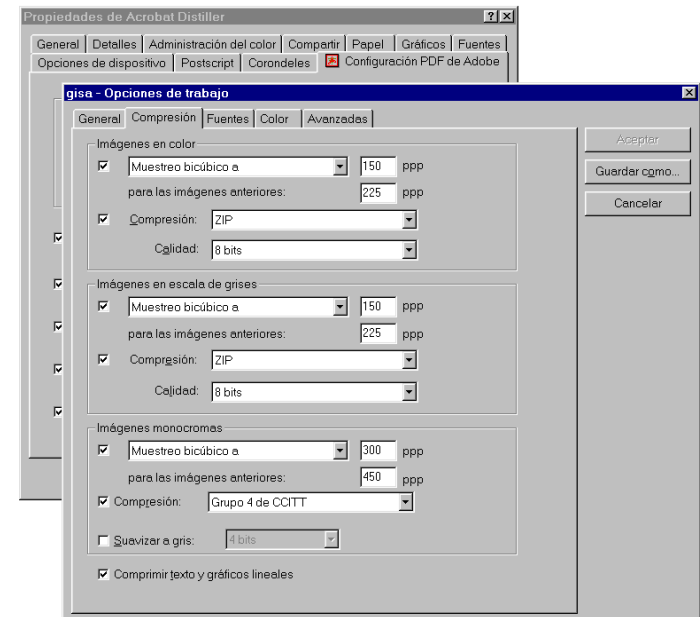 Propiedades de Acrobat Distiller
General Detalles Administración del color Compartir Papel Gráficos Fuentes
Opciones de dispositivo Postscript Corondeles Configuración PDF de Adobe
gisa - Opciones de trabajo
General Compresión Fuentes Color Avanzadas
Imágenes en color
Muestreo bicúbico a 150 ppp
para las imágenes anteriores: 225 ppp
Compresión: ZIP
Calidad: 8 bits
Imágenes en escala de grises
Muestreo bicúbico a 150 ppp
para las imágenes anteriores: 225 ppp
Compresión: ZIP
Calidad: 8 bits
Imágenes monocromas
Muestreo bicúbico a 300 ppp
para las imágenes anteriores: 450 ppp
Compresión: Grupo 4 de CCITT
Suavizar a gris: 4 bits
Comprimir texto y gráficos lineales
Aceptar
Guardar como...
Cancelar